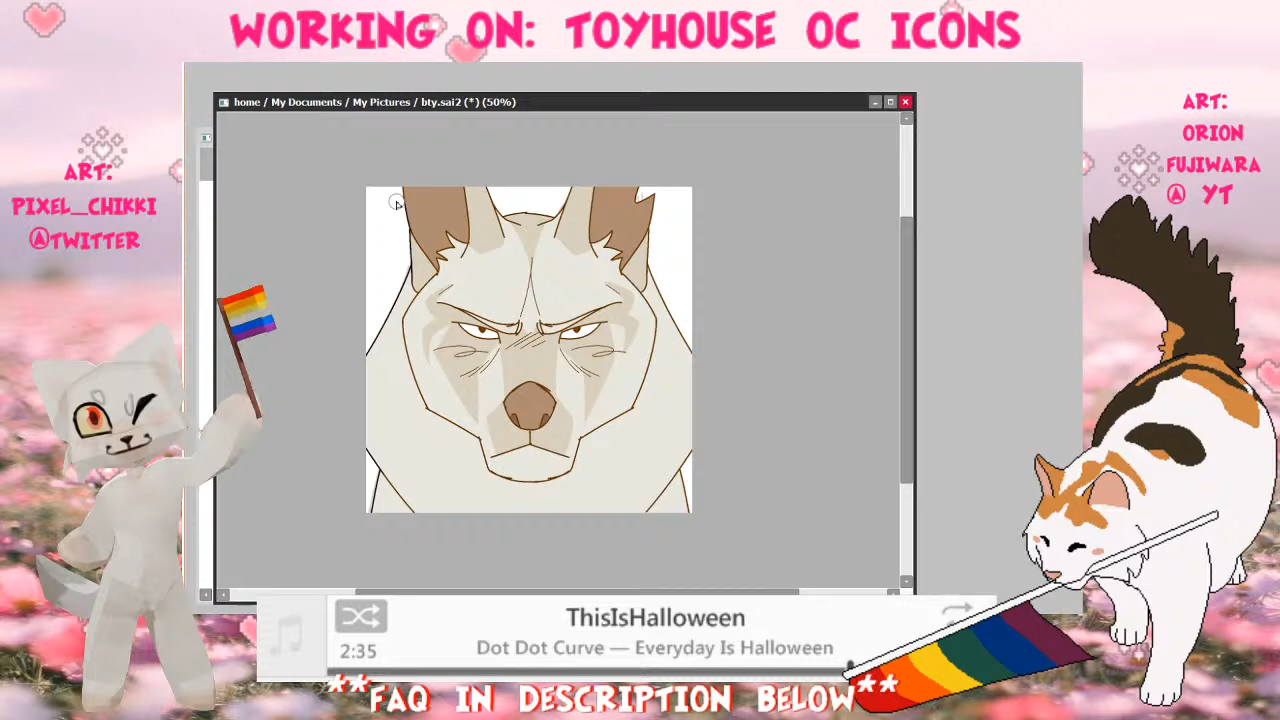 WORKING ON: TOYHOUSE OC ICONS
home / My Documents / My Pictures / bty.sai2 (*) (50%)
ART:
PIXEL_CHIKKI
@TWITTER
ART:
ORION
FUJIWARA
@ YT
ThisIsHalloween
2:35
Dot Dot Curve — Everyday Is Halloween
**FAQ IN DESCRIPTION BELOW**